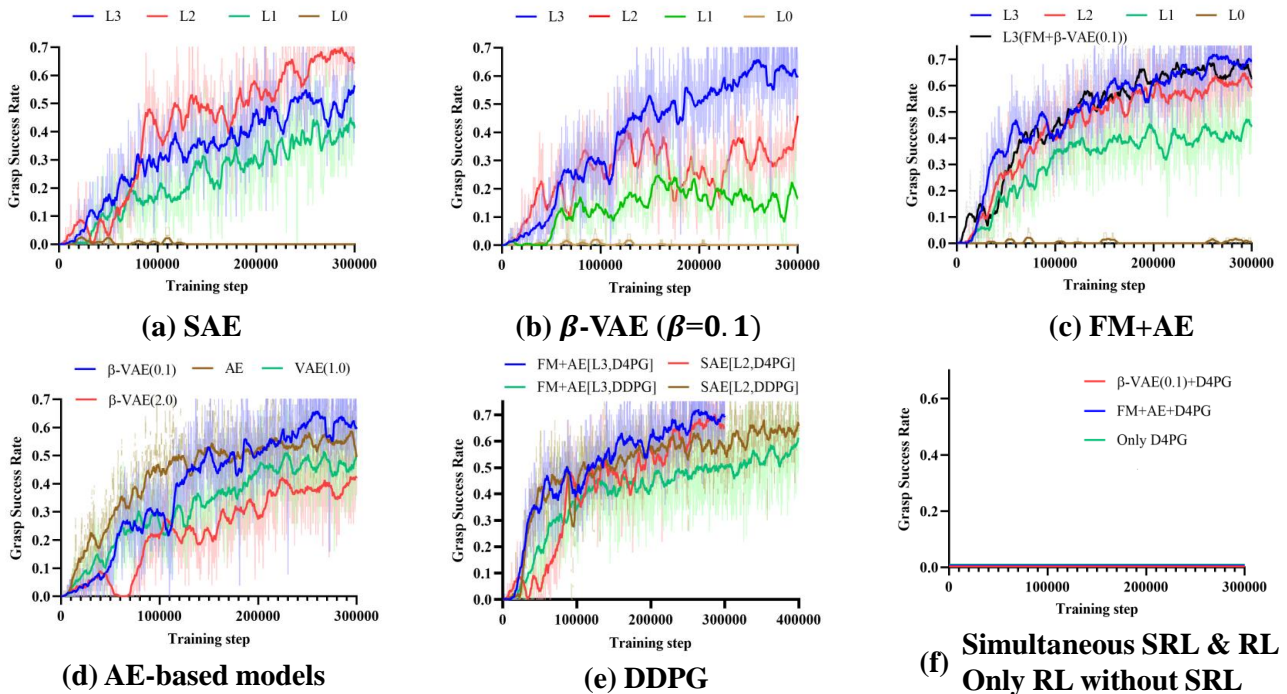 L3 L2 L1 L0
0.7
0.6
0.5
0.4
0.3
0.2
0.1
0.0
Grasp Success Rate
0 100000 200000 300000
Training step
(a) SAE
L3 L2 L1 L0
0.7
0.6
0.5
0.4
0.3
0.2
0.1
0.0
Grasp Success Rate
0 100000 200000 300000
Training step
(b) β-VAE (β=0.1)
L3 L2 L1 L0
L3(FM+β-VAE(0.1))
0.7
0.6
0.5
0.4
0.3
0.2
0.1
0.0
Grasp Success Rate
0 100000 200000 300000
Training step
(c) FM+AE
β-VAE(0.1) AE VAE(1.0)
β-VAE(2.0)
0.7
0.6
0.5
0.4
0.3
0.2
0.1
0.0
Grasp Success Rate
0 100000 200000 300000
Training step
(d) AE-based models
FM+AE[L3,D4PG] SAE[L2,D4PG]
FM+AE[L3,DDPG] SAE[L2,DDPG]
0.7
0.6
0.5
0.4
0.3
0.2
0.1
0.0
Grasp Success Rate
0 100000 200000 300000 400000
Training step
(e) DDPG
β-VAE(0.1)+D4PG
FM+AE+D4PG
Only D4PG
0.7
0.6
0.5
0.4
0.3
0.2
0.1
0.0
Grasp Success Rate
100000 200000 300000
Training step
(f) Simultaneous SRL & RL
Only RL without SRL